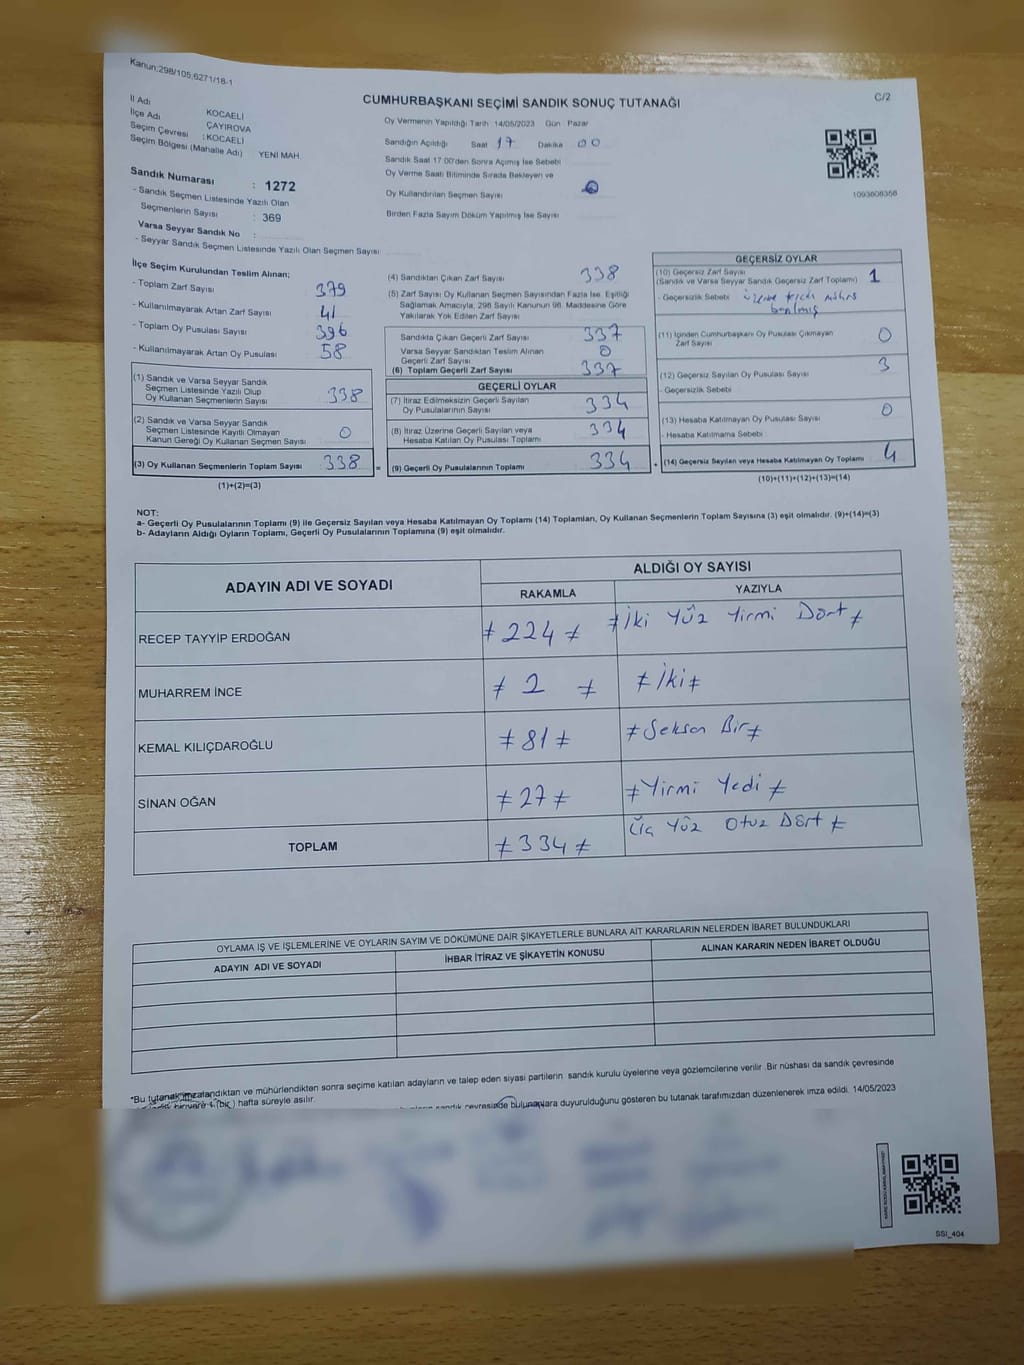 Kanun:298/105,6271/18-1
C/2
CUMHURBAŞKANI SEÇİMİ SANDIK SONUÇ TUTANAĞI
İl Adı KOCAELİ
İlçe Adı ÇAYIROVA
Seçim Çevresi : KOCAELİ
Seçim Bölgesi (Mahalle Adı) YENİ MAH.
Sandık Numarası : 1272
- Sandık Seçmen Listesinde Yazılı Olan
Seçmenlerin Sayısı : 369
Varsa Seyyar Sandık No :
- Seyyar Sandık Seçmen Listesinde Yazılı Olan Seçmen Sayısı
Oy Vermenin Yapıldığı Tarih 14/05/2023 Gün Pazar
Sandığın Açıldığı Saat 17 Dakika 00
Sandık Saat 17:00'den Sonra Açımış İse Sebebi
Oy Verme Saati Bitiminde Sırada Bekleyen ve
Oy Kullandırılan Seçmen Sayısı
Birden Fazla Sayım Döküm Yapılmış İse Sayısı
1093608356
İlçe Seçim Kurulundan Teslim Alınan;
- Toplam Zarf Sayısı 379
- Kullanılmayarak Artan Zarf Sayısı 41
- Toplam Oy Pusulası Sayısı 396
- Kullanılmayarak Artan Oy Pusulası 58
(1) Sandık ve Varsa Seyyar Sandık
Seçmen Listesinde Yazılı Olup
Oy Kullanan Seçmenlerin Sayısı 338
(2) Sandık ve Varsa Seyyar Sandık
Seçmen Listesinde Kayıtlı Olmayan
Kanun Gereği Oy Kullanan Seçmen Sayısı 0
(3) Oy Kullanan Seçmenlerin Toplam Sayısı 338 =
(1)+(2)=(3)
(4) Sandıktan Çıkan Zarf Sayısı 338
(5) Zarf Sayısı Oy Kullanan Seçmen Sayısından Fazla İse, Eşitliği
Sağlamak Amacıyla; 298 Sayılı Kanunun 98. Maddesine Göre
Yakılarak Yok Edilen Zarf Sayısı
Sandıkta Çıkan Geçerli Zarf Sayısı 337
Varsa Seyyar Sandıktan Teslim Alınan
Geçerli Zarf Sayısı 0
(6) Toplam Geçerli Zarf Sayısı 337
GEÇERLİ OYLAR
(7) İtiraz Edilmeksizin Geçerli Sayılan
Oy Pusulalarının Sayısı 334
(8) İtiraz Üzerine Geçerli Sayılan veya
Hesaba Katılan Oy Pusulası Toplamı 334
(9) Geçerli Oy Pusulalarının Toplamı 334 +
GEÇERSİZ OYLAR
(10) Geçersiz Zarf Sayısı
(Sandık ve Varsa Seyyar Sandık Geçersiz Zarf Toplamı) 1
- Geçersizlik Sebebi üzerine tercih mührü
basılmış
(11) İçinden Cumhurbaşkanı Oy Pusulası Çıkmayan
Zarf Sayısı 0
(12) Geçersiz Sayılan Oy Pusulası Sayısı 3
- Geçersizlik Sebebi
(13) Hesaba Katılmayan Oy Pusulası Sayısı 0
- Hesaba Katılmama Sebebi
(14) Geçersiz Sayılan veya Hesaba Katılmayan Oy Toplamı 4
(10)+(11)+(12)+(13)=(14)
NOT:
a- Geçerli Oy Pusulalarının Toplamı (9) ile Geçersiz Sayılan veya Hesaba Katılmayan Oy Toplamı (14) Toplamları, Oy Kullanan Seçmenlerin Toplam Sayısına (3) eşit olmalıdır. (9)+(14)=(3)
b- Adayların Aldığı Oyların Toplamı, Geçerli Oy Pusulalarının Toplamına (9) eşit olmalıdır.
ADAYIN ADI VE SOYADI ALDIĞI OY SAYISI
RAKAMLA YAZIYLA
RECEP TAYYİP ERDOĞAN ≠ 224 ≠ ≠ İki Yüz Yirmi Dört ≠
MUHARREM İNCE ≠ 2 ≠ ≠ İki ≠
KEMAL KILIÇDAROĞLU ≠ 81 ≠ ≠ Seksen Bir ≠
SİNAN OĞAN ≠ 27 ≠ ≠ Yirmi Yedi ≠
TOPLAM ≠ 334 ≠ Üç Yüz Otuz Dört ≠
OYLAMA İŞ VE İŞLEMLERİNE VE OYLARIN SAYIM VE DÖKÜMÜNE DAİR ŞİKAYETLERLE BUNLARA AİT KARARLARIN NELERDEN İBARET BULUNDUKLARI
ADAYIN ADI VE SOYADI İHBAR İTİRAZ VE ŞİKAYETİN KONUSU ALINAN KARARIN NEDEN İBARET OLDUĞU
*Bu tutanak imzalandıktan ve mühürlendikten sonra seçime katılan adayların ve talep eden siyasi partilerin sandık kurulu üyelerine veya gözlemcilerine verilir. Bir nüshası da sandık çevresinde
1 (bir) hafta süreyle asılır.
sandık çevresinde bulunanlara duyurulduğunu gösteren bu tutanak tarafımızdan düzenlenerek imza edildi. 14/05/2023
SSI_404